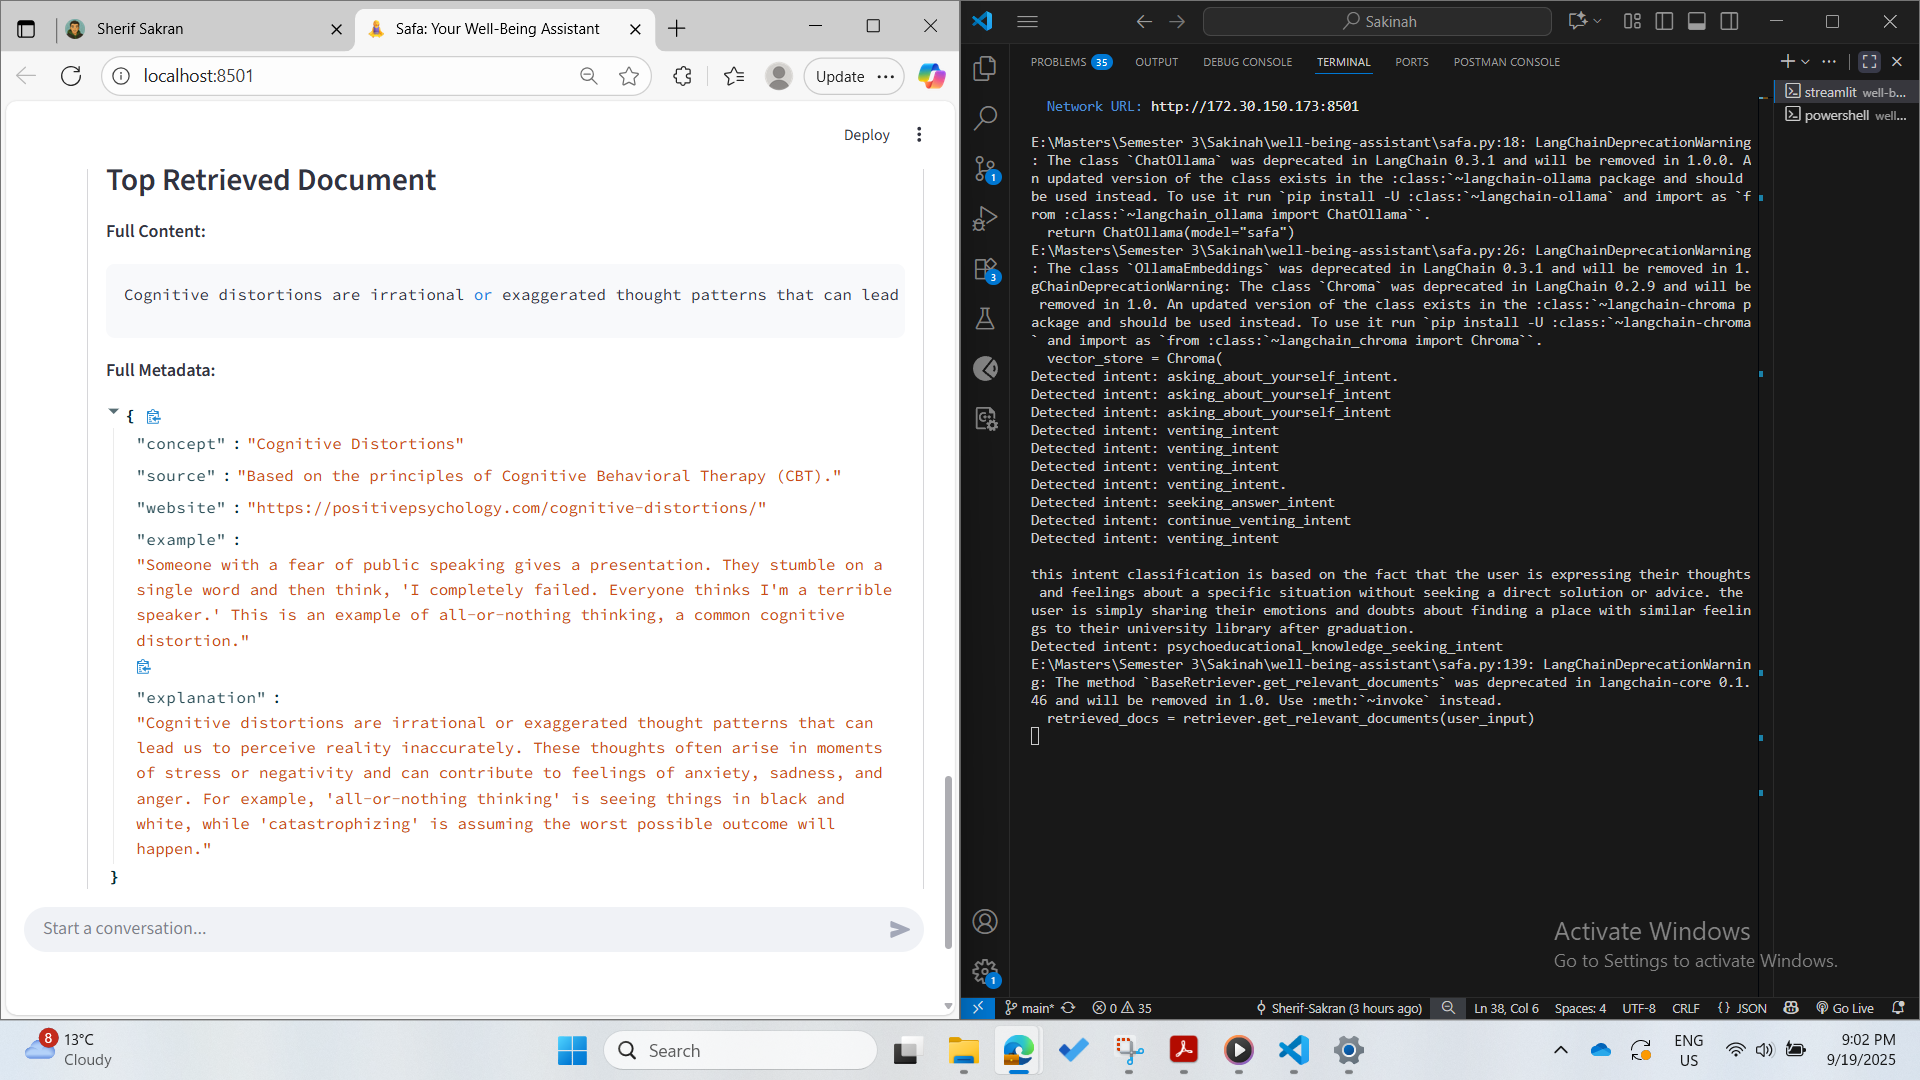 Sherif Sakran
Safa: Your Well-Being Assistant
localhost:8501
Update
Deploy
Top Retrieved Document
Full Content:
Cognitive distortions are irrational or exaggerated thought patterns that can lead
Full Metadata:
{
"concept" : "Cognitive Distortions"
"source" : "Based on the principles of Cognitive Behavioral Therapy (CBT)."
"website" : "https://positivepsychology.com/cognitive-distortions/"
"example" :
"Someone with a fear of public speaking gives a presentation. They stumble on a
single word and then think, 'I completely failed. Everyone thinks I'm a terrible
speaker.' This is an example of all-or-nothing thinking, a common cognitive
distortion."
"explanation" :
"Cognitive distortions are irrational or exaggerated thought patterns that can
lead us to perceive reality inaccurately. These thoughts often arise in moments
of stress or negativity and can contribute to feelings of anxiety, sadness, and
anger. For example, 'all-or-nothing thinking' is seeing things in black and
white, while 'catastrophizing' is assuming the worst possible outcome will
happen."
}
Start a conversation...
Sakinah
PROBLEMS 35 OUTPUT DEBUG CONSOLE TERMINAL PORTS POSTMAN CONSOLE
streamlit well-b...
powershell well...
1
3
1
Network URL: http://172.30.150.173:8501
E:\Masters\Semester 3\Sakinah\well-being-assistant\safa.py:18: LangChainDeprecationWarning
: The class `ChatOllama` was deprecated in LangChain 0.3.1 and will be removed in 1.0.0. A
n updated version of the class exists in the :class:`~langchain-ollama package and should
be used instead. To use it run `pip install -U :class:`~langchain-ollama` and import as `f
rom :class:`~langchain_ollama import ChatOllama``.
return ChatOllama(model="safa")
E:\Masters\Semester 3\Sakinah\well-being-assistant\safa.py:26: LangChainDeprecationWarning
: The class `OllamaEmbeddings` was deprecated in LangChain 0.3.1 and will be removed in 1.
gChainDeprecationWarning: The class `Chroma` was deprecated in LangChain 0.2.9 and will be
removed in 1.0. An updated version of the class exists in the :class:`~langchain-chroma p
ackage and should be used instead. To use it run `pip install -U :class:`~langchain-chroma
` and import as `from :class:`~langchain_chroma import Chroma``.
vector_store = Chroma(
Detected intent: asking_about_yourself_intent.
Detected intent: asking_about_yourself_intent
Detected intent: asking_about_yourself_intent
Detected intent: venting_intent
Detected intent: venting_intent
Detected intent: venting_intent
Detected intent: venting_intent.
Detected intent: seeking_answer_intent
Detected intent: continue_venting_intent
Detected intent: venting_intent
this intent classification is based on the fact that the user is expressing their thoughts
and feelings about a specific situation without seeking a direct solution or advice. the
user is simply sharing their emotions and doubts about finding a place with similar feelin
gs to their university library after graduation.
Detected intent: psychoeducational_knowledge_seeking_intent
E:\Masters\Semester 3\Sakinah\well-being-assistant\safa.py:139: LangChainDeprecationWarnin
g: The method `BaseRetriever.get_relevant_documents` was deprecated in langchain-core 0.1.
46 and will be removed in 1.0. Use :meth:`~invoke` instead.
retrieved_docs = retriever.get_relevant_documents(user_input)
Activate Windows
Go to Settings to activate Windows.
main* 0 35 Sherif-Sakran (3 hours ago) Ln 38, Col 6 Spaces: 4 UTF-8 CRLF {} JSON Go Live
8
13°C
Cloudy
Search
ENG
US
9:02 PM
9/19/2025